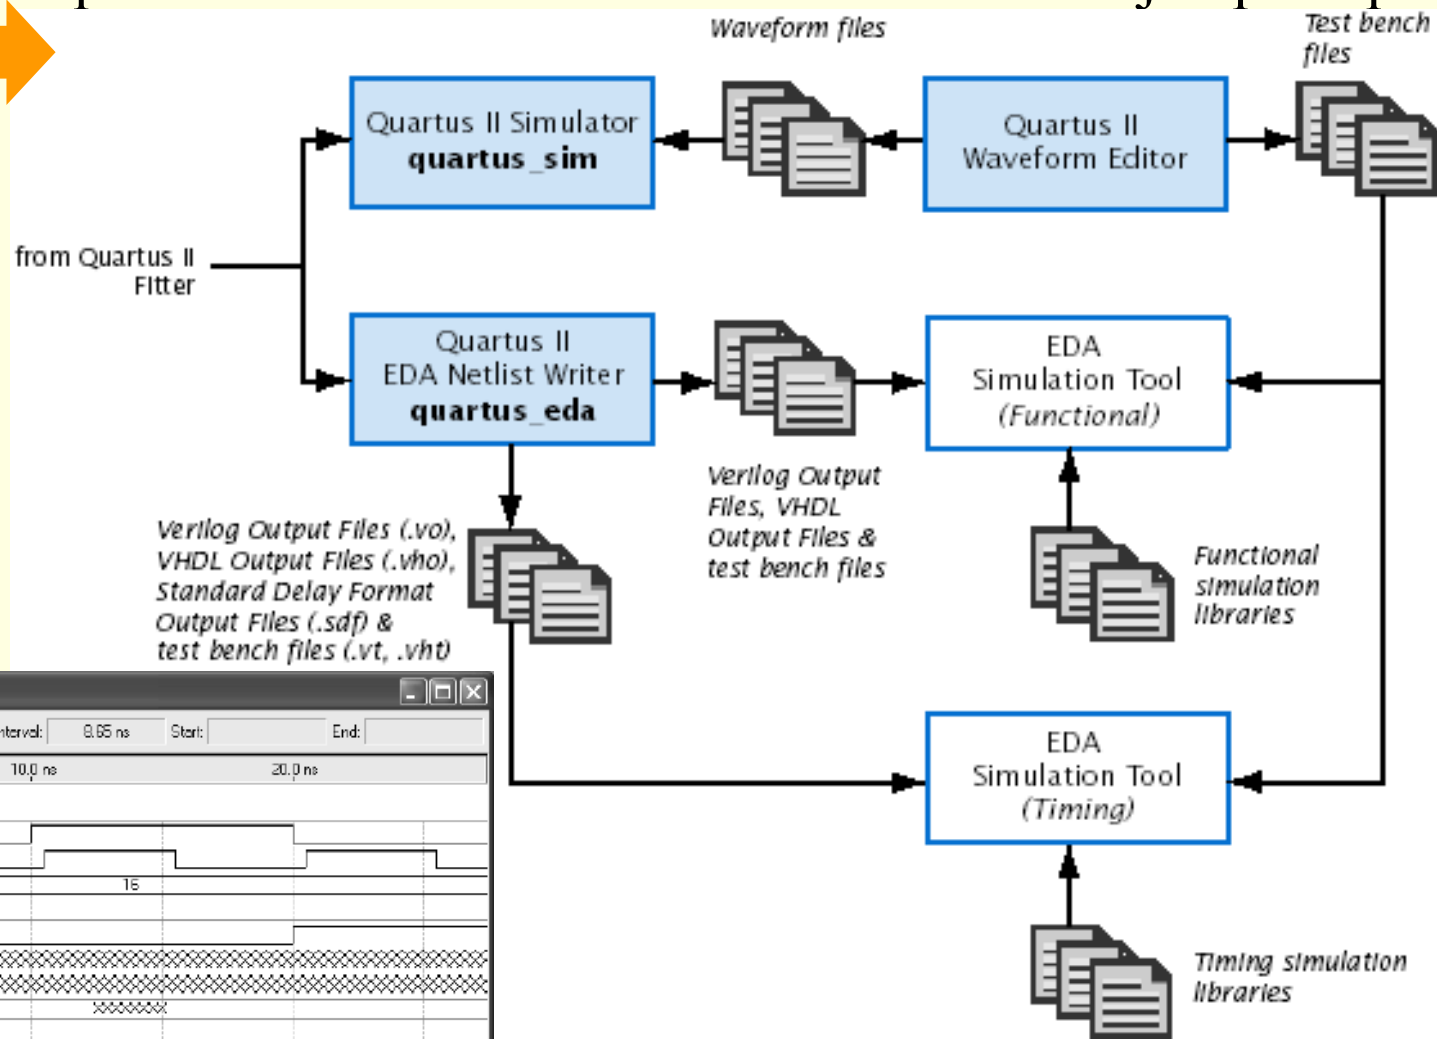 Waveform files
Test bench
files
Quartus II Simulator
quartus_sim
Quartus II
Waveform Editor
from Quartus II
Fitter
Quartus II
EDA Netlist Writer
quartus_eda
EDA
Simulation Tool
(Functional)
Verilog Output
Files, VHDL
Output Files &
test bench files
Verilog Output Files (.vo),
VHDL Output Files (.vho),
Standard Delay Format
Output Files (.sdf) &
test bench files (.vt, .vht)
Functional
simulation
libraries
8.65 ns
Start:
End:
10.0 ns
20.0 ns
16
EDA
Simulation Tool
(Timing)
Timing simulation
libraries